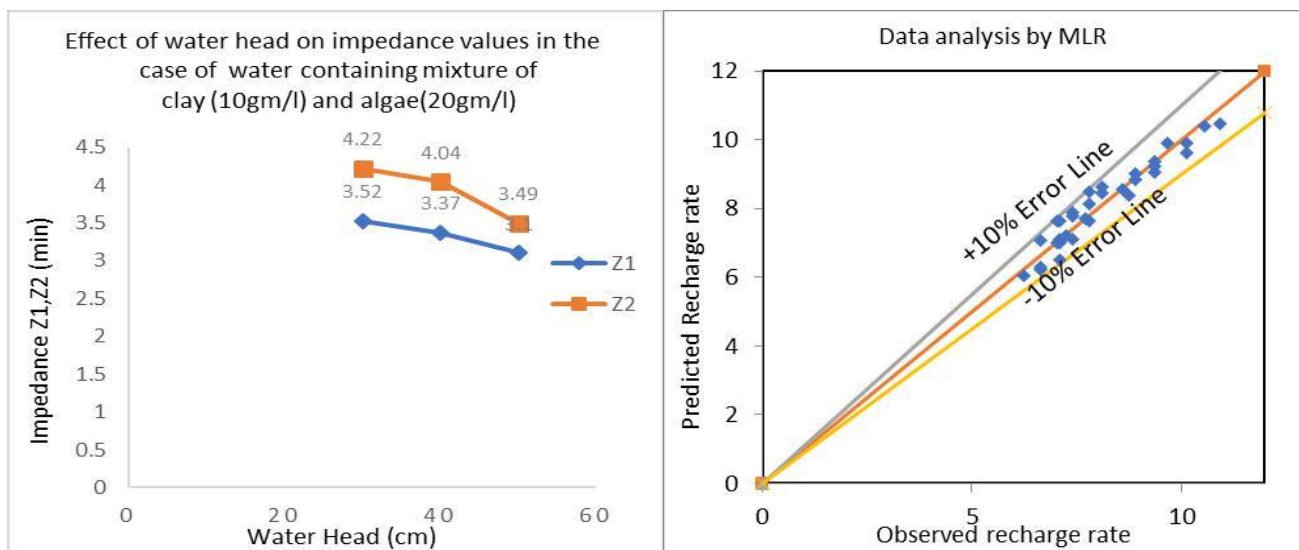 Effect of water head on impedance values in the
case of water containing mixture of
clay (10gm/l) and algae(20gm/l)
4.5
4
3.5
3
2.5
2
1.5
1
0.5
0
Impedance Z1,Z2 (min)
4.22
4.04
3.49
3.52
3.37
Z1
Z2
0
20
40
60
Water Head (cm)
Data analysis by MLR
12
10
8
6
4
2
0
Predicted Recharge rate
+10% Error Line
-10% Error Line
0
5
10
Observed recharge rate